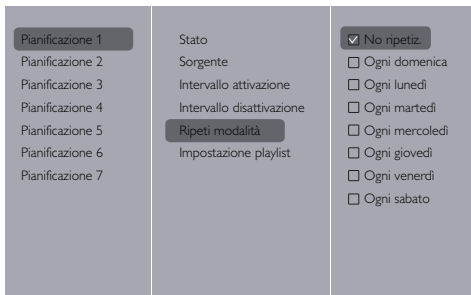 Pianificazione 1
Pianificazione 2
Pianificazione 3
Pianificazione 4
Pianificazione 5
Pianificazione 6
Pianificazione 7
Stato
Sorgente
Intervallo attivazione
Intervallo disattivazione
Ripeti modalità
Impostazione playlist
No ripetiz.
Ogni domenica
Ogni lunedì
Ogni martedì
Ogni mercoledì
Ogni giovedì
Ogni venerdì
Ogni sabato